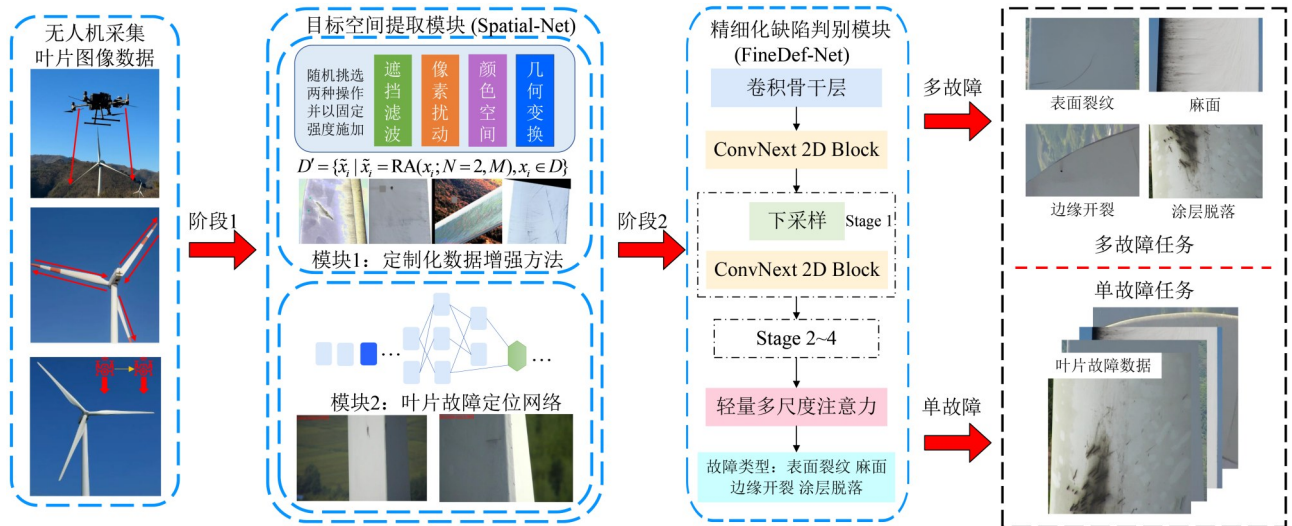 无人机采集
叶片图像数据
阶段1
目标空间提取模块 (Spatial-Net)
随机挑选
两种操作
并以固定
强度施加
遮挡滤波
像素扰动
颜色空间
几何变换
D′ = {x̃ᵢ | x̃ᵢ = RA(xᵢ; N = 2, M), xᵢ ∈ D}
模块1：定制化数据增强方法
...
...
模块2：叶片故障定位网络
阶段2
精细化缺陷判别模块
(FineDef-Net)
卷积骨干层
ConvNext 2D Block
下采样
Stage 1
ConvNext 2D Block
Stage 2~4
轻量多尺度注意力
故障类型：表面裂纹 麻面
边缘开裂 涂层脱落
多故障
单故障
表面裂纹
麻面
边缘开裂
涂层脱落
多故障任务
单故障任务
叶片故障数据